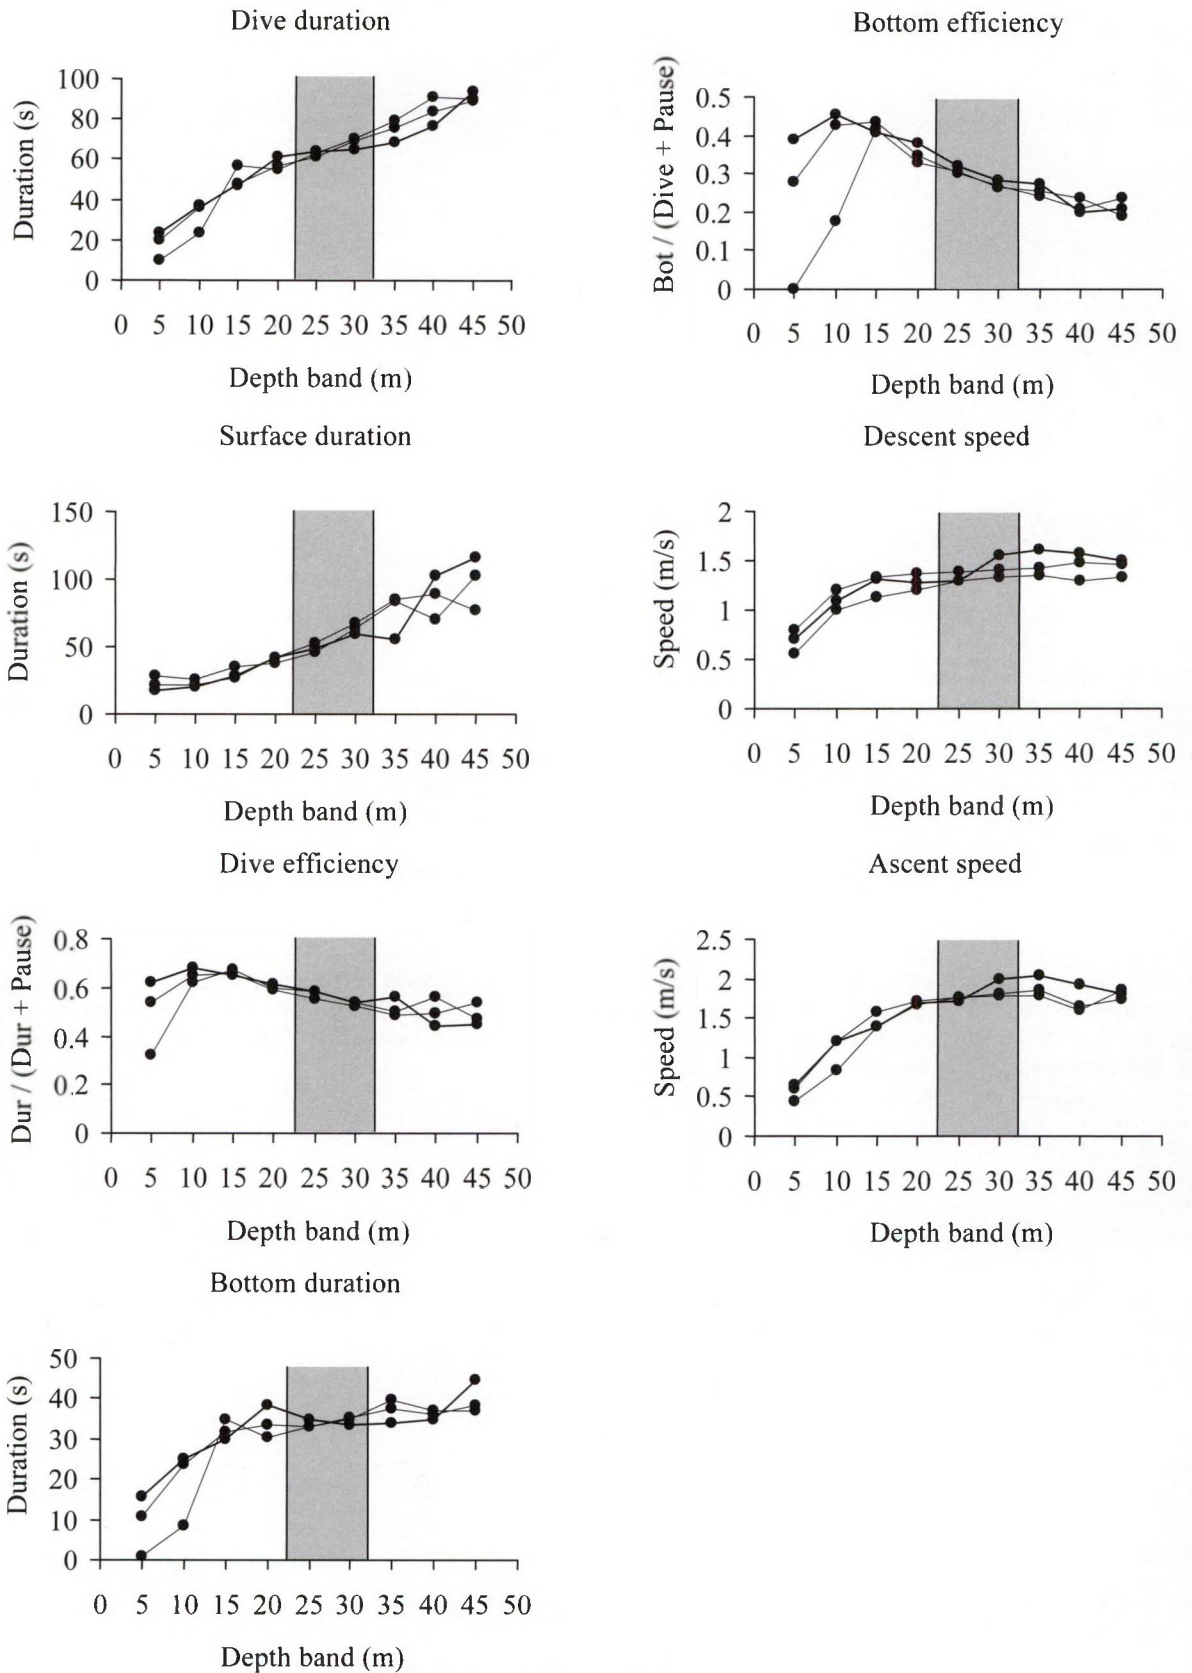 Dive duration
Duration (s)
100
80
60
40
20
0
0 5 10 15 20 25 30 35 40 45 50
Depth band (m)
Bottom efficiency
Bot / (Dive + Pause)
0.5
0.4
0.3
0.2
0.1
0
0 5 10 15 20 25 30 35 40 45 50
Depth band (m)
Surface duration
Duration (s)
150
100
50
0
0 5 10 15 20 25 30 35 40 45 50
Depth band (m)
Descent speed
Speed (m/s)
2
1.5
1
0.5
0
0 5 10 15 20 25 30 35 40 45 50
Depth band (m)
Dive efficiency
Dur / (Dur + Pause)
0.8
0.6
0.4
0.2
0
0 5 10 15 20 25 30 35 40 45 50
Depth band (m)
Ascent speed
Speed (m/s)
2.5
2
1.5
1
0.5
0
0 5 10 15 20 25 30 35 40 45 50
Depth band (m)
Bottom duration
Duration (s)
50
40
30
20
10
0
0 5 10 15 20 25 30 35 40 45 50
Depth band (m)